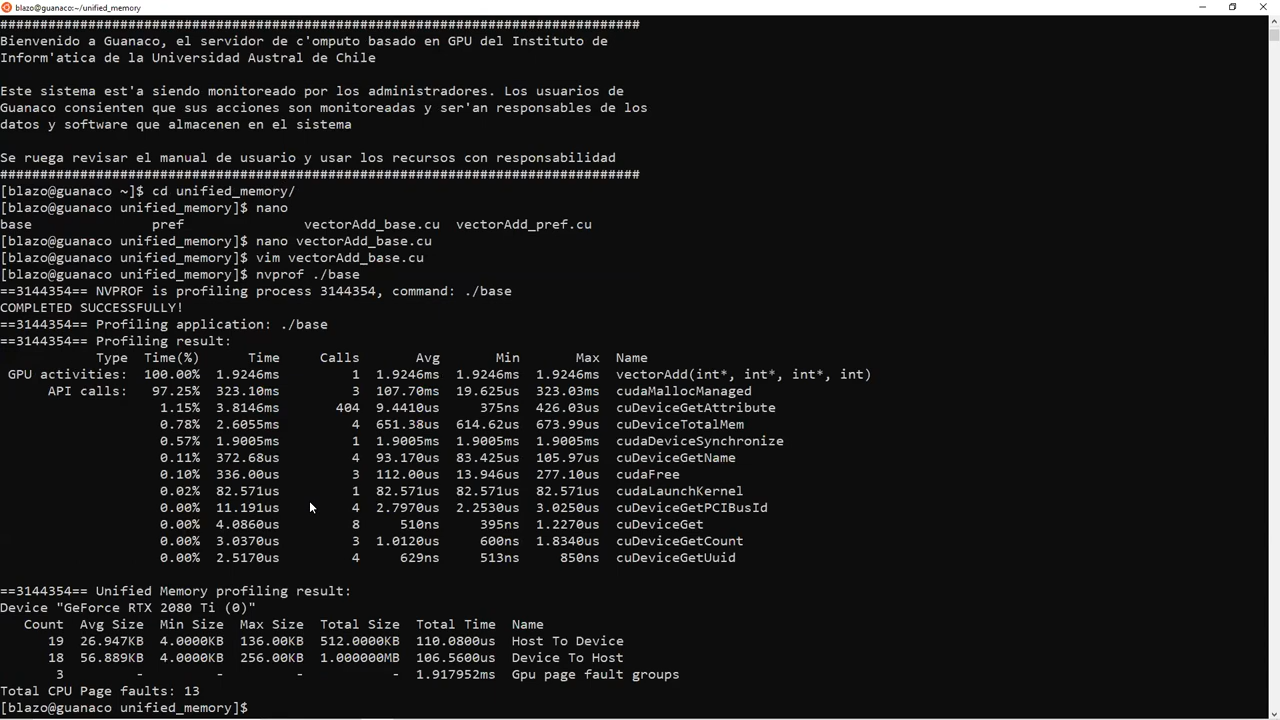 blazo@guanaco:~/unified_memory
################################################################################
Bienvenido a Guanaco, el servidor de c'omputo basado en GPU del Instituto de
Inform'atica de la Universidad Austral de Chile
Este sistema est'a siendo monitoreado por los administradores. Los usuarios de
Guanaco consienten que sus acciones son monitoreadas y ser'an responsables de los
datos y software que almacenen en el sistema
Se ruega revisar el manual de usuario y usar los recursos con responsabilidad
################################################################################
[blazo@guanaco ~]$ cd unified_memory/
[blazo@guanaco unified_memory]$ nano
base pref vectorAdd_base.cu vectorAdd_pref.cu
[blazo@guanaco unified_memory]$ nano vectorAdd_base.cu
[blazo@guanaco unified_memory]$ vim vectorAdd_base.cu
[blazo@guanaco unified_memory]$ nvprof ./base
==3144354== NVPROF is profiling process 3144354, command: ./base
COMPLETED SUCCESSFULLY!
==3144354== Profiling application: ./base
==3144354== Profiling result:
Type Time(%) Time Calls Avg Min Max Name
GPU activities: 100.00% 1.9246ms 1 1.9246ms 1.9246ms 1.9246ms vectorAdd(int*, int*, int*, int)
API calls: 97.25% 323.10ms 3 107.70ms 19.625us 323.03ms cudaMallocManaged
1.15% 3.8146ms 404 9.4410us 375ns 426.03us cuDeviceGetAttribute
0.78% 2.6055ms 4 651.38us 614.62us 673.99us cuDeviceTotalMem
0.57% 1.9005ms 1 1.9005ms 1.9005ms 1.9005ms cudaDeviceSynchronize
0.11% 372.68us 4 93.170us 83.425us 105.97us cuDeviceGetName
0.10% 336.00us 3 112.00us 13.946us 277.10us cudaFree
0.02% 82.571us 1 82.571us 82.571us 82.571us cudaLaunchKernel
0.00% 11.191us 4 2.7970us 2.2530us 3.0250us cuDeviceGetPCIBusId
0.00% 4.0860us 8 510ns 395ns 1.2270us cuDeviceGet
0.00% 3.0370us 3 1.0120us 600ns 1.8340us cuDeviceGetCount
0.00% 2.5170us 4 629ns 513ns 850ns cuDeviceGetUuid
==3144354== Unified Memory profiling result:
Device "GeForce RTX 2080 Ti (0)"
Count Avg Size Min Size Max Size Total Size Total Time Name
19 26.947KB 4.0000KB 136.00KB 512.0000KB 110.0800us Host To Device
18 56.889KB 4.0000KB 256.00KB 1.000000MB 106.5600us Device To Host
3 - - - - 1.917952ms Gpu page fault groups
Total CPU Page faults: 13
[blazo@guanaco unified_memory]$